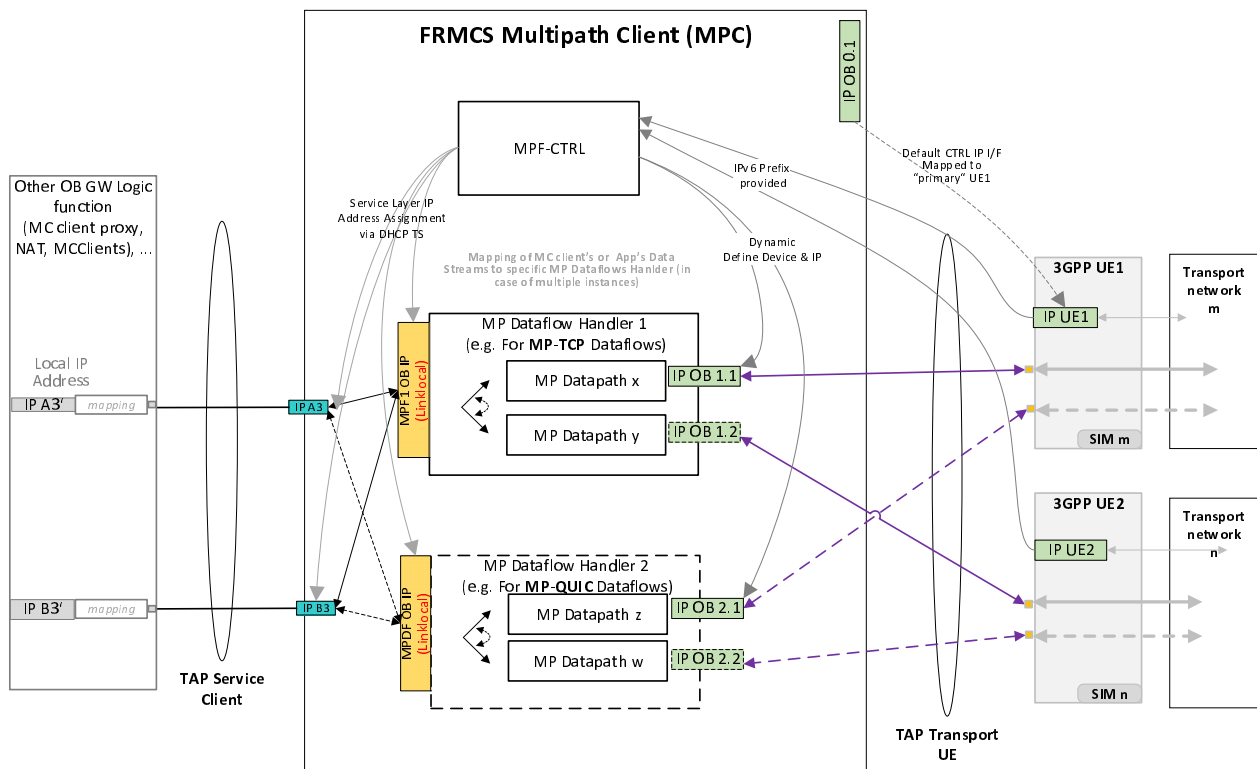 FRMCS Multipath Client (MPC)
IP OB 0.1
MPF-CTRL
Default CTRL IP I/F
Mapped to
"primary" UE1
IPv6 Prefix
provided
Other OB GW Logic
function
(MC client proxy,
NAT, MCClients), ...
Service Layer IP
Address Assignment
via DHCP TS
Dynamic
Define Device & IP
Mapping of MC client's or App's Data
Streams to specific MP Dataflows Hanlder (in
case of multiple instances)
3GPP UE1
Transport
network
m
IP UE1
MP Dataflow Handler 1
(e.g. For MP-TCP Dataflows)
MPF1 OB IP
(Linklocal)
MP Datapath x
IP OB 1.1
MP Datapath y
IP OB 1.2
Local IP
Address
IP A3'
mapping
IP A3
SIM m
3GPP UE2
Transport
network
n
IP UE2
MP Dataflow Handler 2
(e.g. For MP-QUIC Dataflows)
MPDF OB IP
(Linklocal)
MP Datapath z
IP OB 2.1
MP Datapath w
IP OB 2.2
IP B3'
mapping
IP B3
SIM n
TAP Service
Client
TAP Transport
UE